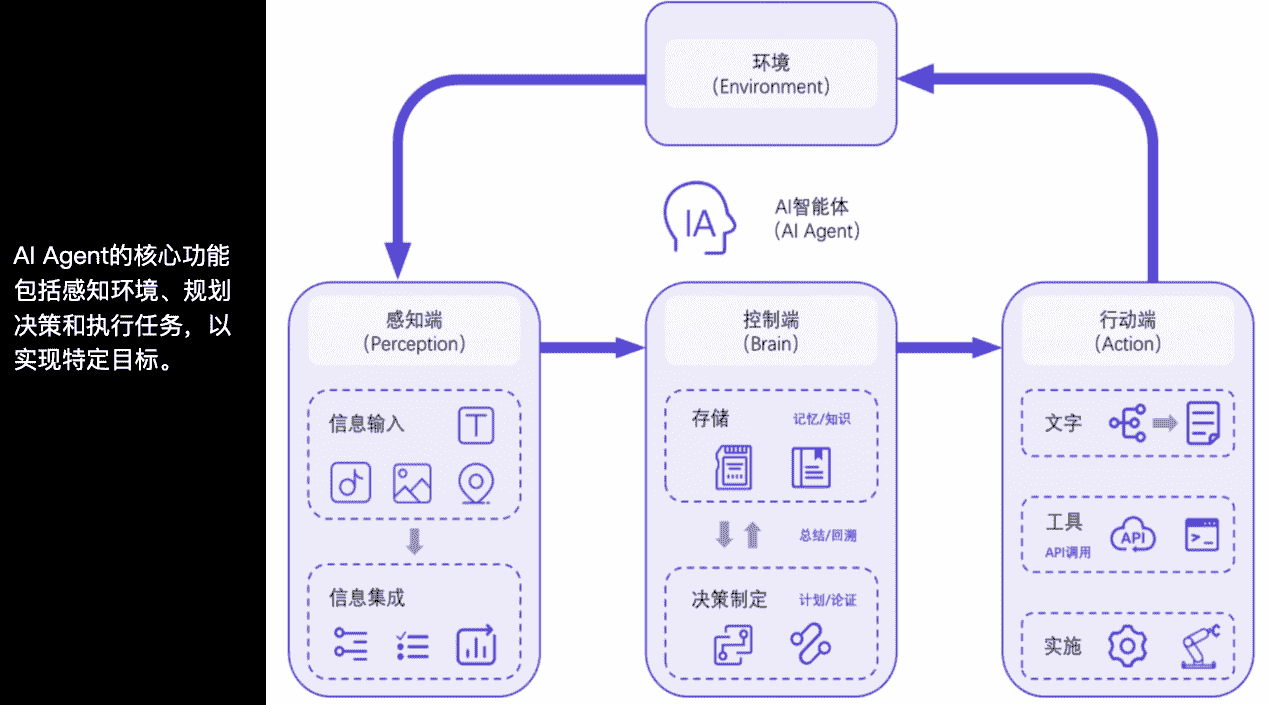 AI Agent的核心功能
包括感知环境、规划
决策和执行任务，以
实现特定目标。
环境
（Environment）
IA
AI智能体
（AI Agent）
感知端
（Perception）
信息输入
T
信息集成
控制端
（Brain）
存储
记忆/知识
总结/回溯
决策制定
计划/论证
行动端
（Action）
文字
工具
API调用
API
>_
实施